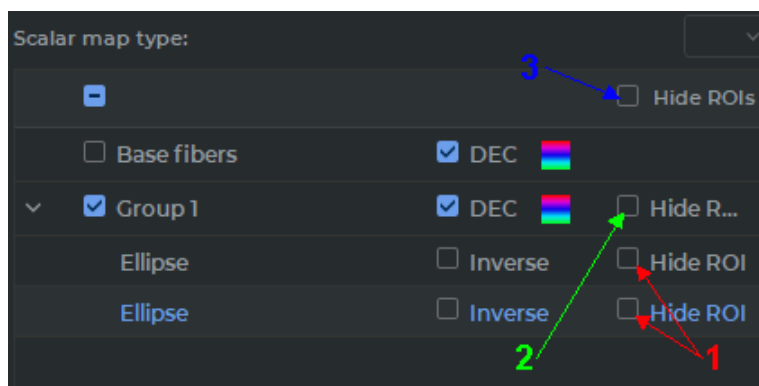 Scalar map type:
3
Hide ROIs
Base fibers DEC
Group 1 DEC Hide R...
Ellipse Inverse Hide ROI
Ellipse Inverse Hide ROI
2 1